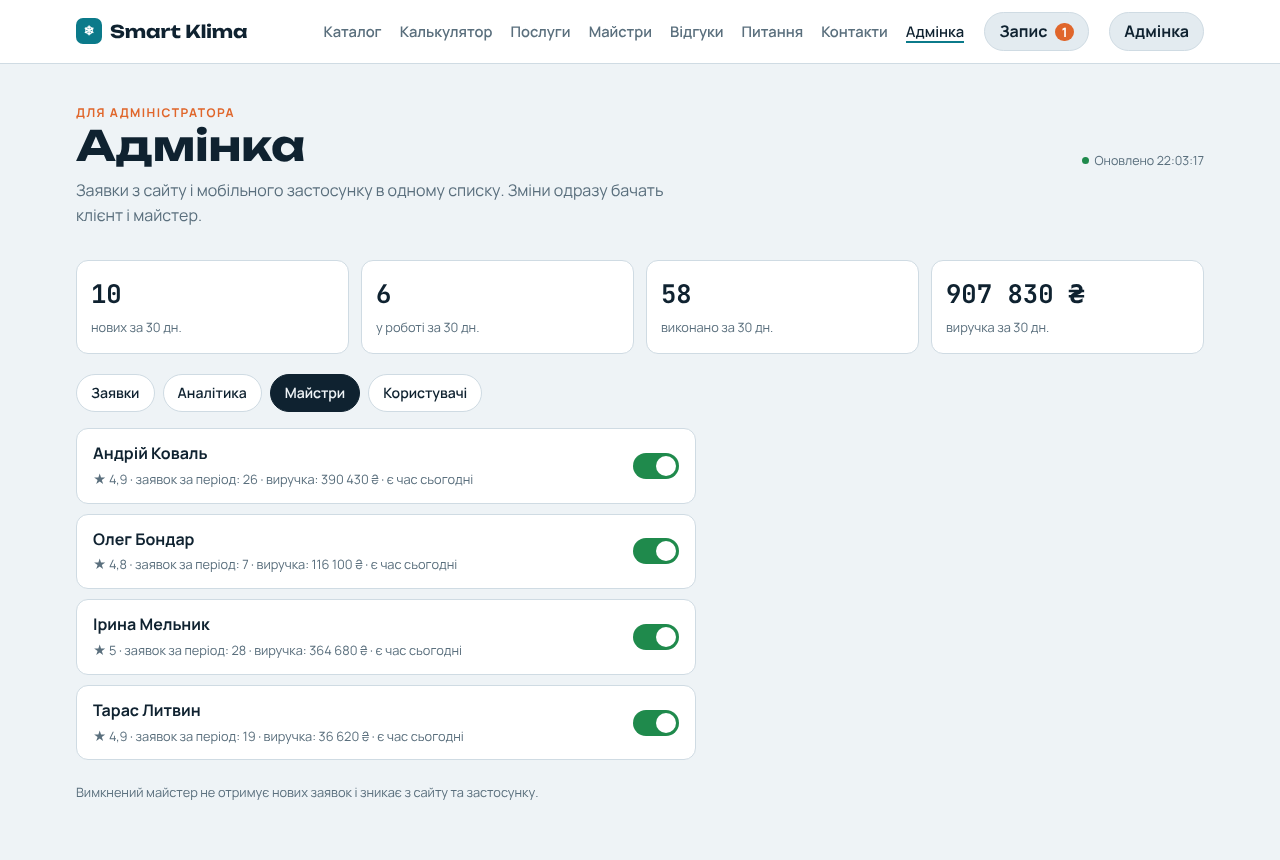 Smart Klima
Каталог Калькулятор Послуги Майстри Відгуки Питання Контакти Адмінка Запис 1 Адмінка
ДЛЯ АДМІНІСТРАТОРА
Адмінка
Оновлено 22:03:17
Заявки з сайту і мобільного застосунку в одному списку. Зміни одразу бачать
клієнт і майстер.
10
нових за 30 дн.
6
у роботі за 30 дн.
58
виконано за 30 дн.
907 830 ₴
виручка за 30 дн.
Заявки Аналітика Майстри Користувачі
Андрій Коваль
★ 4,9 · заявок за період: 26 · виручка: 390 430 ₴ · є час сьогодні
Олег Бондар
★ 4,8 · заявок за період: 7 · виручка: 116 100 ₴ · є час сьогодні
Ірина Мельник
★ 5 · заявок за період: 28 · виручка: 364 680 ₴ · є час сьогодні
Тарас Литвин
★ 4,9 · заявок за період: 19 · виручка: 36 620 ₴ · є час сьогодні
Вимкнений майстер не отримує нових заявок і зникає з сайту та застосунку.